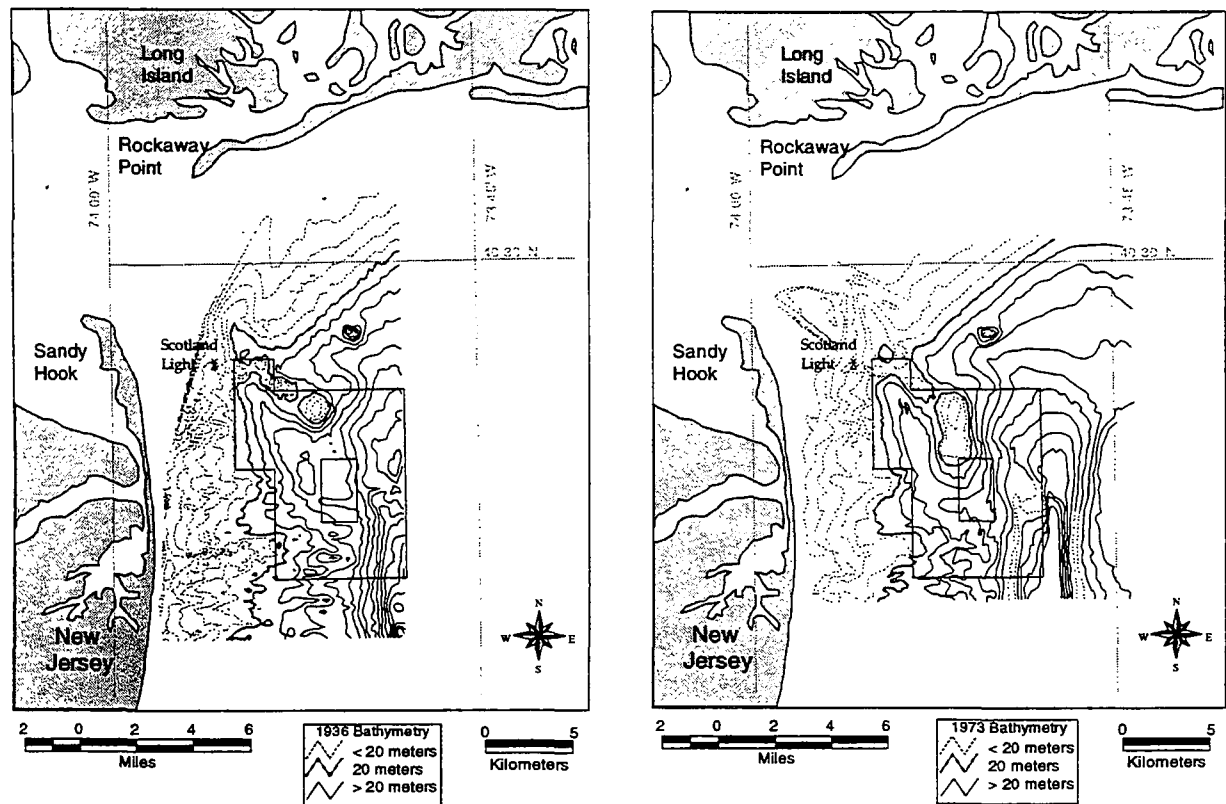 Long
Island
Rockaway
Point
74 00' W
40 30 N
Scotland
Light
Sandy
Hook
New
Jersey
N
W E
S
2 0 2 4 6
Miles
1936 Bathymetry
< 20 meters
20 meters
> 20 meters
0 5
Kilometers
Long
Island
Rockaway
Point
40 30 N
Scotland
Light
Sandy
Hook
New
Jersey
N
W E
S
2 0 2 4 6
Miles
1973 Bathymetry
< 20 meters
20 meters
> 20 meters
0 5
Kilometers